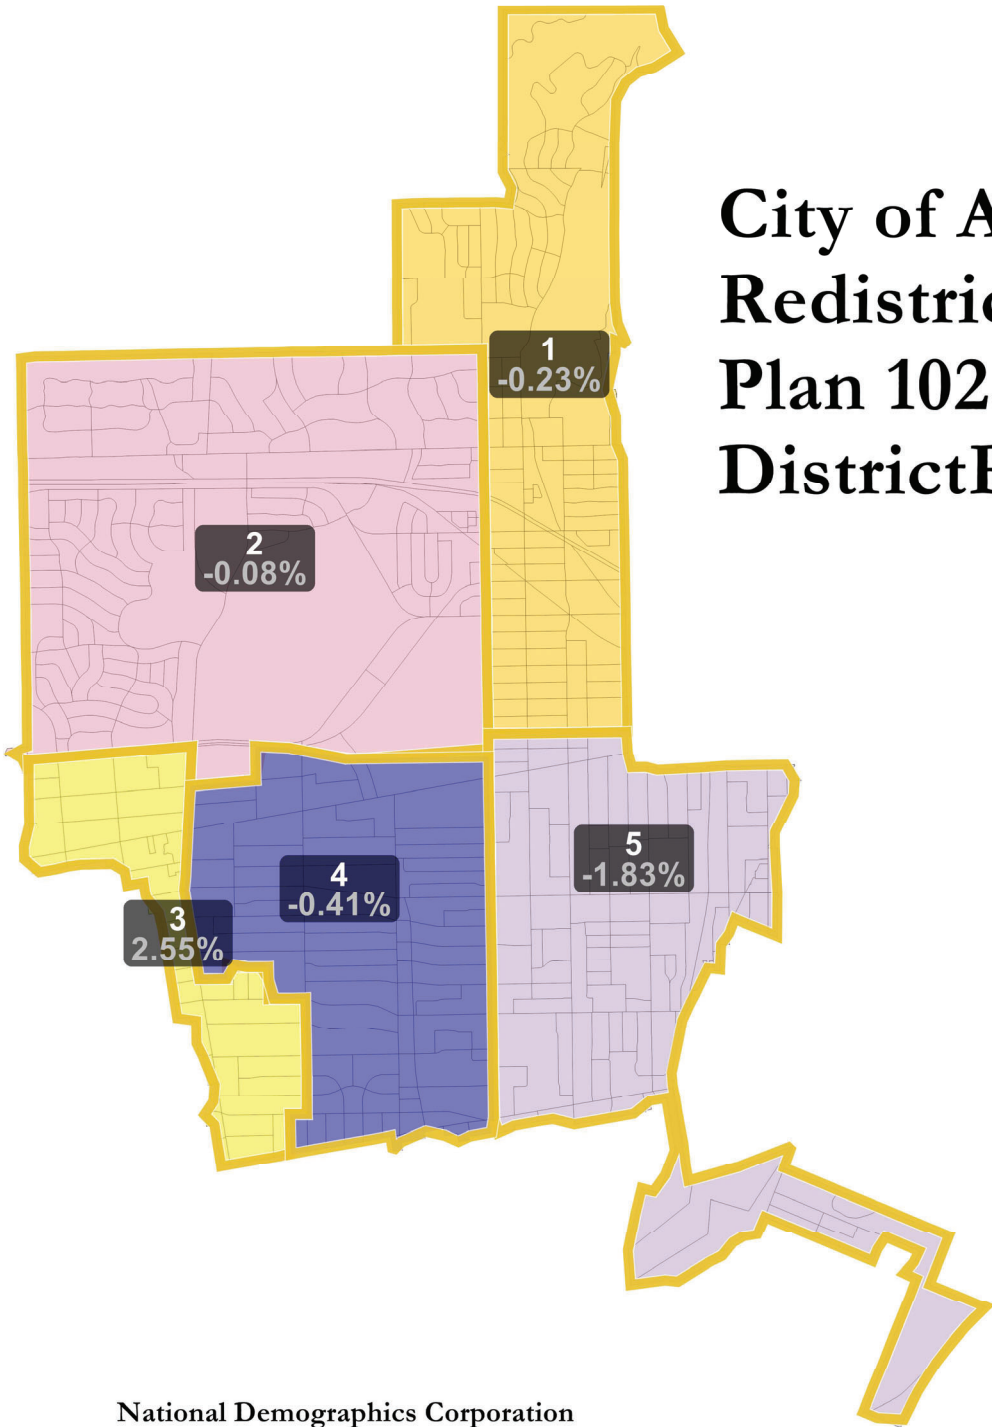 City of A
Redistric
Plan 102
District
1
-0.23%
2
-0.08%
3
2.55%
4
-0.41%
5
-1.83%
National Demographics Corporation